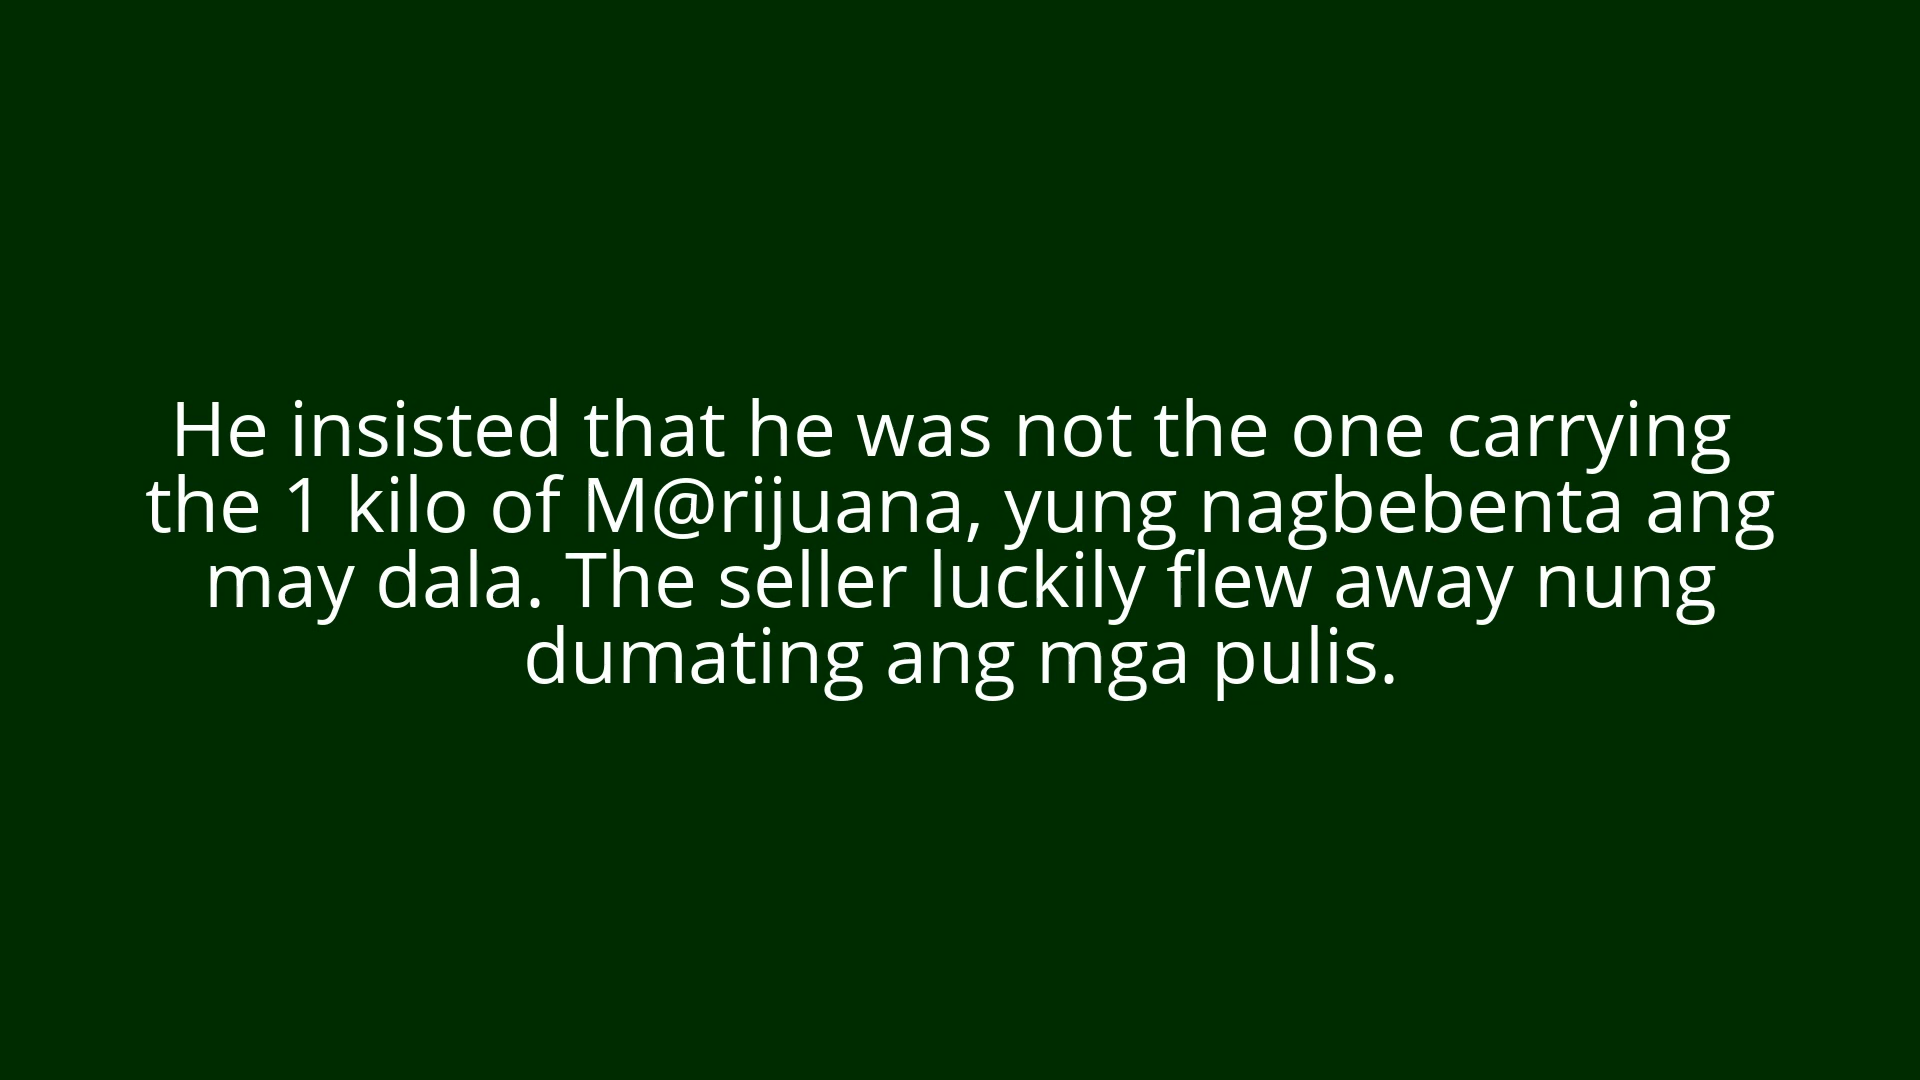 He insisted that he was not the one carrying
the 1 kilo of M@rijuana, yung nagbebenta ang
may dala. The seller luckily flew away nung
dumating ang mga pulis.